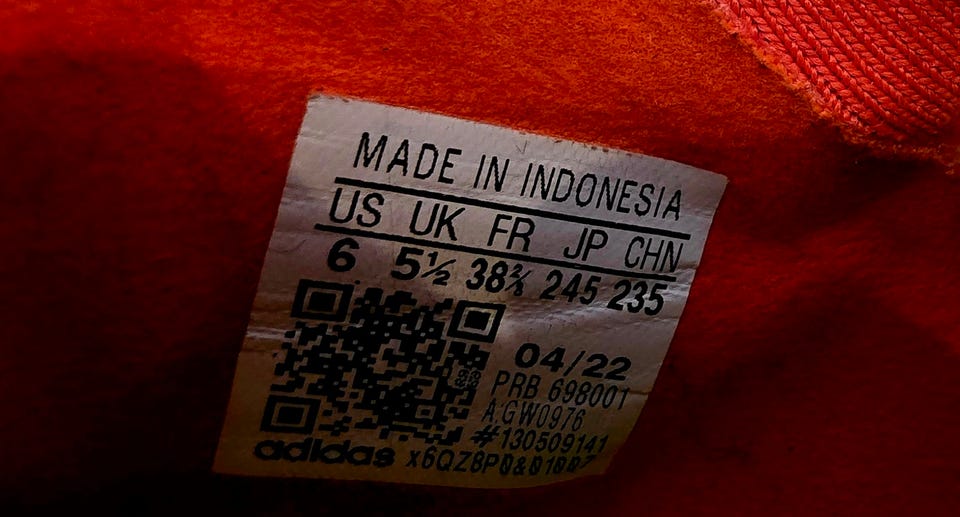 MADE IN INDONESIA
US UK FR JP CHN
6 5½ 38⅔ 245 235
04/22
PRB 698001
A:GW0976
#130509141
adidas